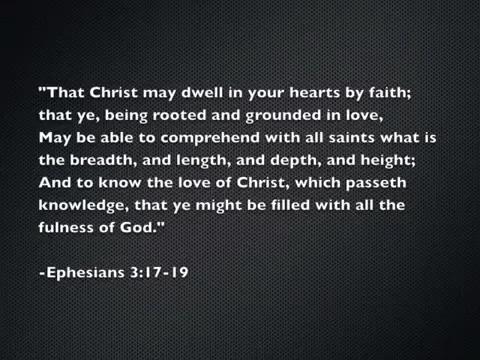 "That Christ may dwell in your hearts by faith;
that ye, being rooted and grounded in love,
May be able to comprehend with all saints what is
the breadth, and length, and depth, and height;
And to know the love of Christ, which passeth
knowledge, that ye might be filled with all the
fulness of God."
-Ephesians 3:17-19